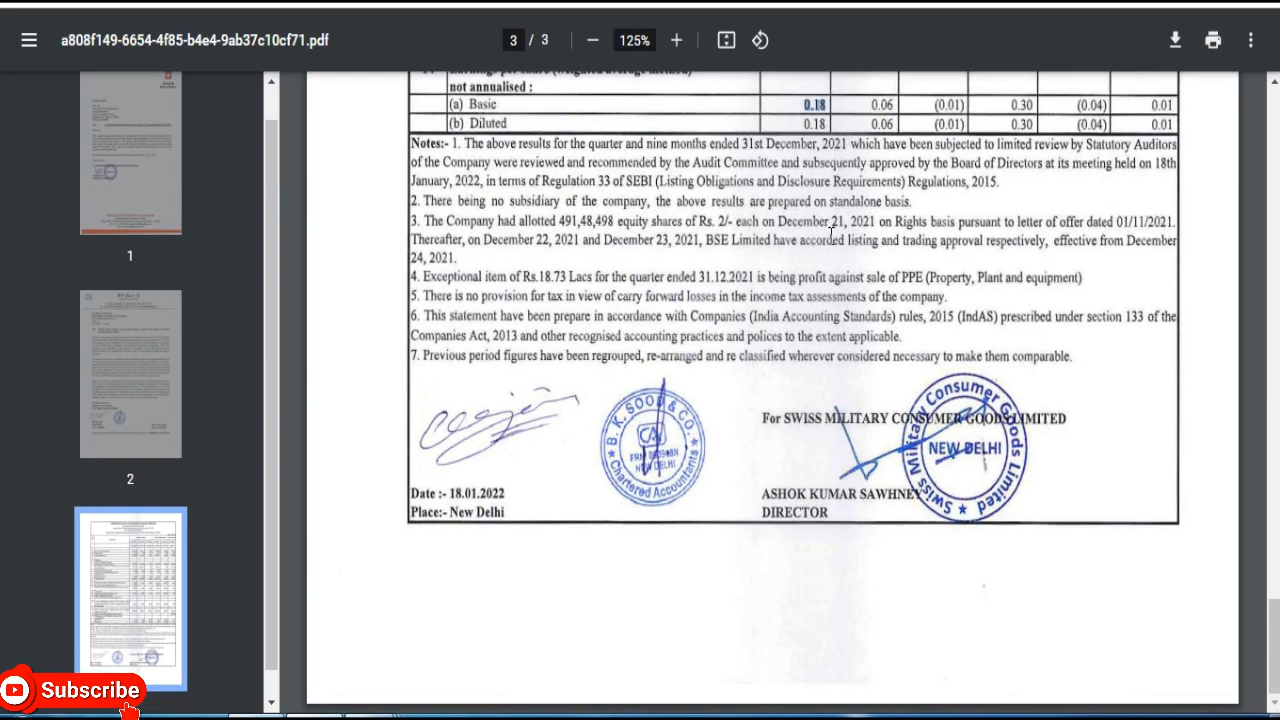 a808f149-6654-4f85-b4e4-9ab37c10cf71.pdf
3 / 3
125%
1
2
Subscribe
not annualised :
(a) Basic 0.18 0.06 (0.01) 0.30 (0.04) 0.01
(b) Diluted 0.18 0.06 (0.01) 0.30 (0.04) 0.01
Notes:- 1. The above results for the quarter and nine months ended 31st December, 2021 which have been subjected to limited review by Statutory Auditors
of the Company were reviewed and recommended by the Audit Committee and subsequently approved by the Board of Directors at its meeting held on 18th
January, 2022, in terms of Regulation 33 of SEBI (Listing Obligations and Disclosure Requirements) Regulations, 2015.
2. There being no subsidiary of the company, the above results are prepared on standalone basis.
3. The Company had allotted 491,48,498 equity shares of Rs. 2/- each on December 21, 2021 on Rights basis pursuant to letter of offer dated 01/11/2021.
Thereafter, on December 22, 2021 and December 23, 2021, BSE Limited have accorded listing and trading approval respectively, effective from December
24, 2021.
4. Exceptional item of Rs.18.73 Lacs for the quarter ended 31.12.2021 is being profit against sale of PPE (Property, Plant and equipment)
5. There is no provision for tax in view of carry forward losses in the income tax assessments of the company.
6. This statement have been prepare in accordance with Companies (India Accounting Standards) rules, 2015 (IndAS) prescribed under section 133 of the
Companies Act, 2013 and other recognised accounting practices and polices to the extent applicable.
7. Previous period figures have been regrouped, re-arranged and re classified wherever considered necessary to make them comparable.
B. K. SOOD & CO.
NEW DELHI
Chartered Accountants
For SWISS MILITARY CONSUMER GOODS LIMITED
Swiss Military Consumer Goods Limited
NEW DELHI
Date :- 18.01.2022
Place:- New Delhi
ASHOK KUMAR SAWHNEY
DIRECTOR